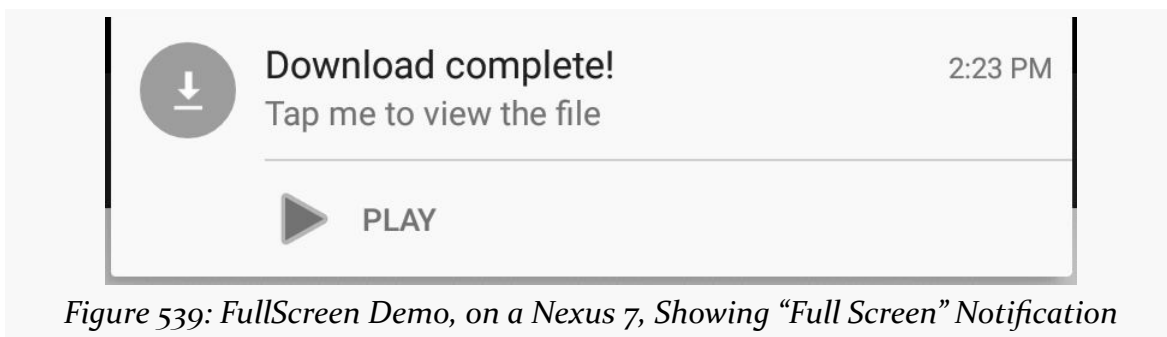 Download complete! 2:23 PM
Tap me to view the file
PLAY
Figure 539: FullScreen Demo, on a Nexus 7, Showing “Full Screen” Notification